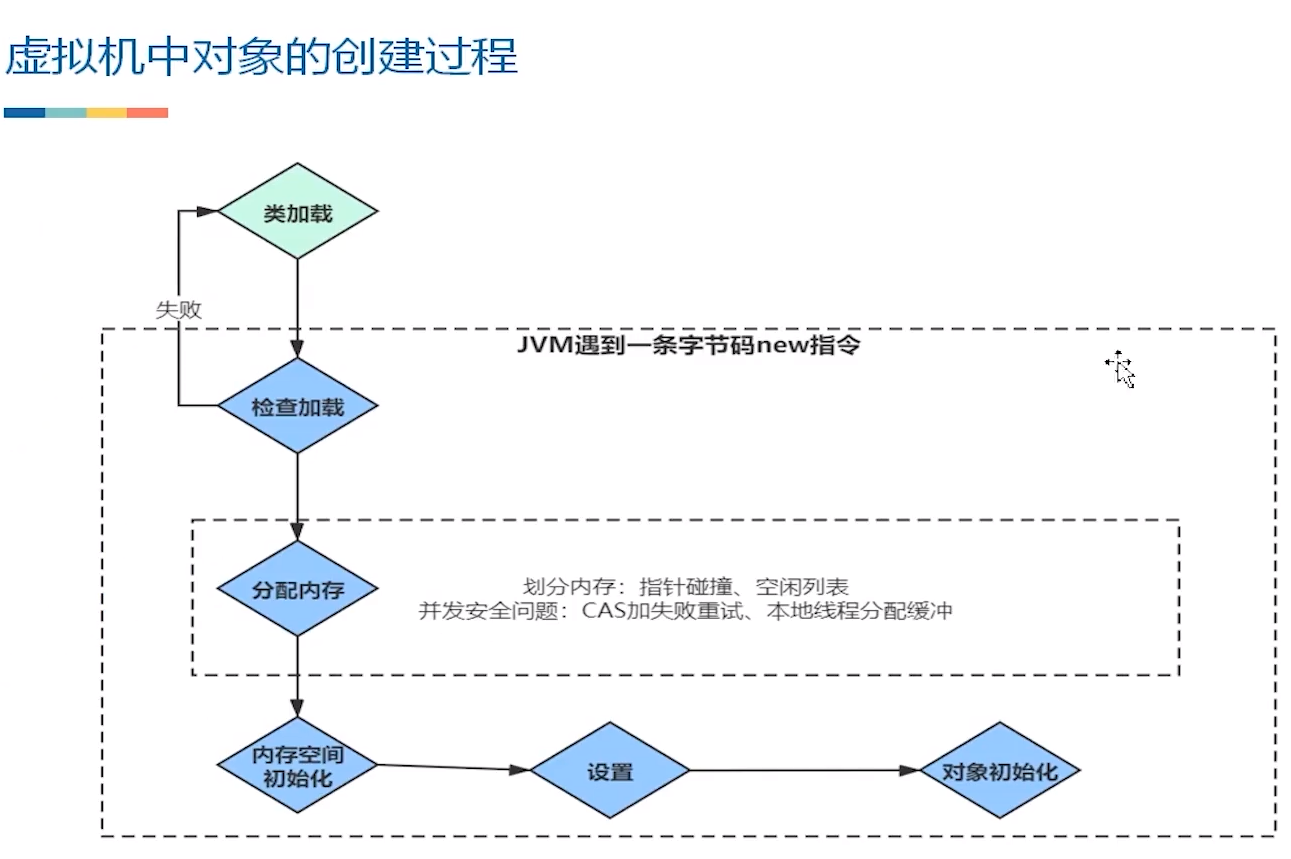 虚拟机中对象的创建过程
类加载
失败
JVM遇到一条字节码new指令
检查加载
分配内存
划分内存：指针碰撞、空闲列表
并发安全问题：CAS加失败重试、本地线程分配缓冲
内存空间
初始化
设置
对象初始化